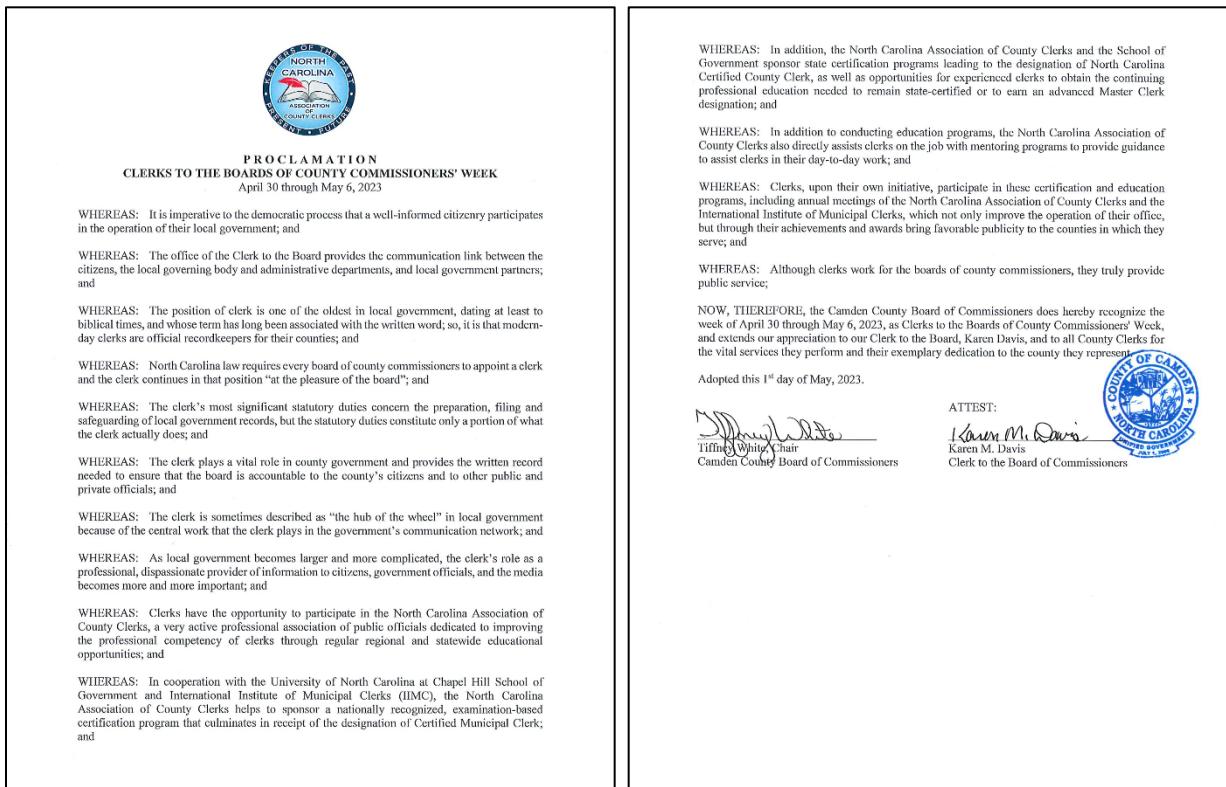 KEEPERS OF THE PAST
NORTH
CAROLINA
ASSOCIATION
OF
COUNTY CLERKS
PRESENT • FUTURE
PROCLAMATION
CLERKS TO THE BOARDS OF COUNTY COMMISSIONERS' WEEK
April 30 through May 6, 2023
WHEREAS: It is imperative to the democratic process that a well-informed citizenry participates
in the operation of their local government; and
WHEREAS: The office of the Clerk to the Board provides the communication link between the
citizens, the local governing body and administrative departments, and local government partners;
and
WHEREAS: The position of clerk is one of the oldest in local government, dating at least to
biblical times, and whose term has long been associated with the written word; so, it is that modern-
day clerks are official recordkeepers for their counties; and
WHEREAS: North Carolina law requires every board of county commissioners to appoint a clerk
and the clerk continues in that position “at the pleasure of the board”; and
WHEREAS: The clerk’s most significant statutory duties concern the preparation, filing and
safeguarding of local government records, but the statutory duties constitute only a portion of what
the clerk actually does; and
WHEREAS: The clerk plays a vital role in county government and provides the written record
needed to ensure that the board is accountable to the county’s citizens and to other public and
private officials; and
WHEREAS: The clerk is sometimes described as “the hub of the wheel” in local government
because of the central work that the clerk plays in the government’s communication network; and
WHEREAS: As local government becomes larger and more complicated, the clerk’s role as a
professional, dispassionate provider of information to citizens, government officials, and the media
becomes more and more important; and
WHEREAS: Clerks have the opportunity to participate in the North Carolina Association of
County Clerks, a very active professional association of public officials dedicated to improving
the professional competency of clerks through regular regional and statewide educational
opportunities; and
WHEREAS: In cooperation with the University of North Carolina at Chapel Hill School of
Government and International Institute of Municipal Clerks (IIMC), the North Carolina
Association of County Clerks helps to sponsor a nationally recognized, examination-based
certification program that culminates in receipt of the designation of Certified Municipal Clerk;
and
WHEREAS: In addition, the North Carolina Association of County Clerks and the School of
Government sponsor state certification programs leading to the designation of North Carolina
Certified County Clerk, as well as opportunities for experienced clerks to obtain the continuing
professional education needed to remain state-certified or to earn an advanced Master Clerk
designation; and
WHEREAS: In addition to conducting education programs, the North Carolina Association of
County Clerks also directly assists clerks on the job with mentoring programs to provide guidance
to assist clerks in their day-to-day work; and
WHEREAS: Clerks, upon their own initiative, participate in these certification and education
programs, including annual meetings of the North Carolina Association of County Clerks and the
International Institute of Municipal Clerks, which not only improve the operation of their office,
but through their achievements and awards bring favorable publicity to the counties in which they
serve; and
WHEREAS: Although clerks work for the boards of county commissioners, they truly provide
public service;
NOW, THEREFORE, the Camden County Board of Commissioners does hereby recognize the
week of April 30 through May 6, 2023, as Clerks to the Boards of County Commissioners' Week,
and extends our appreciation to our Clerk to the Board, Karen Davis, and to all County Clerks for
the vital services they perform and their exemplary dedication to the county they represent.
Adopted this 1st day of May, 2023.
COUNTY OF CAMDEN
NORTH CAROLINA
UNIFIED GOVERNMENT
ATTEST:
Tiffney White
Tiffney White, Chair
Camden County Board of Commissioners
Karen M. Davis
Karen M. Davis
Clerk to the Board of Commissioners